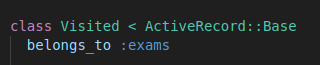 class Visited < ActiveRecord::Base
belongs_to :exams